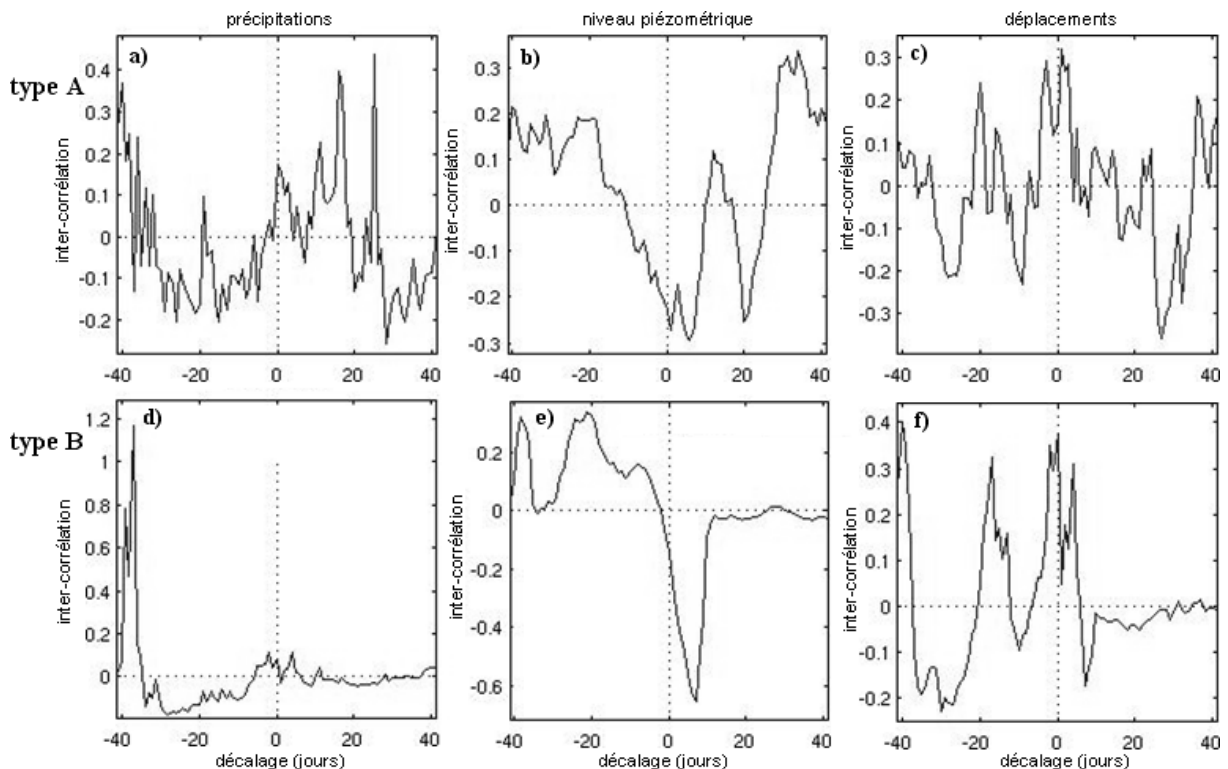 précipitations niveau piézométrique déplacements
type A
a)
inter-corrélation
0.4
0.3
0.2
0.1
0
-0.1
-0.2
-40 -20 0 20 40
b)
inter-corrélation
0.3
0.2
0.1
0
-0.1
-0.2
-0.3
-40 -20 0 20 40
c)
inter-corrélation
0.3
0.2
0.1
0
-0.1
-0.2
-0.3
-40 -20 0 20 40
type B
d)
inter-corrélation
1.2
1
0.8
0.6
0.4
0.2
0
-40 -20 0 20 40
décalage (jours)
e)
inter-corrélation
0.2
0
-0.2
-0.4
-0.6
-40 -20 0 20 40
décalage (jours)
f)
inter-corrélation
0.4
0.3
0.2
0.1
0
-0.1
-0.2
-40 -20 0 20 40
décalage (jours)